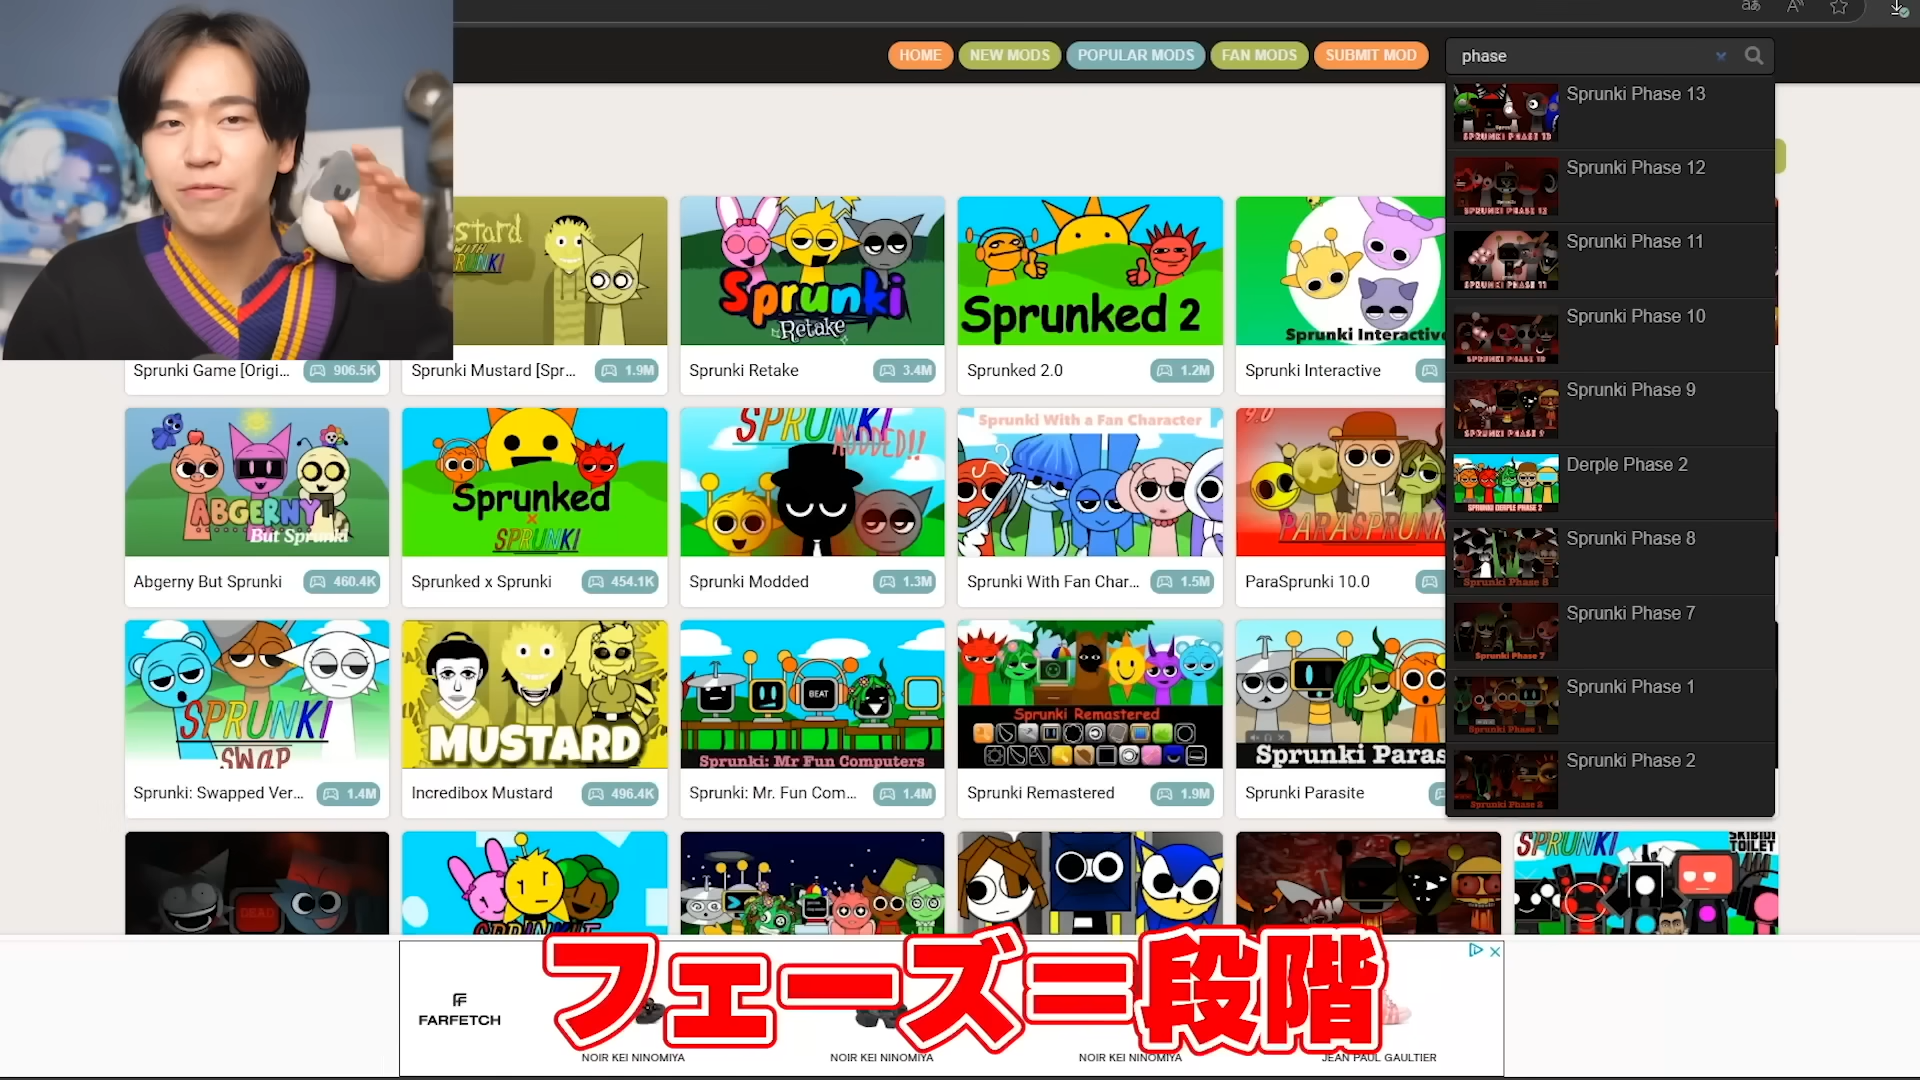 HOME
NEW MODS
POPULAR MODS
FAN MODS
SUBMIT MOD
phase
Sprunki Phase 13
Sprunki Phase 12
Sprunki Phase 11
Sprunki Phase 10
Sprunki Phase 9
Derple Phase 2
Sprunki Phase 8
Sprunki Phase 7
Sprunki Phase 1
Sprunki Phase 2
Sprunki
Retake
Sprunked 2
Sprunki Interactive
Sprunki Game [Origi... 906.5K
Sprunki Mustard [Spr... 1.9M
Sprunki Retake 3.4M
Sprunked 2.0 1.2M
Sprunki Interactive
ABGERNY
But Sprunki
Sprunked
x
SPRUNKI
SPRUNKI
MODDED!!
Sprunki With a Fan Character
9.0
PARASPRUNK
Abgerny But Sprunki 460.4K
Sprunked x Sprunki 454.1K
Sprunki Modded 1.3M
Sprunki With Fan Char... 1.5M
ParaSprunki 10.0
SPRUNKI
SWAP
MUSTARD
BEAT
Sprunki: Mr Fun Computers
Sprunki Remastered
Sprunki Paras
Sprunki: Swapped Ver... 1.4M
Incredibox Mustard 496.4K
Sprunki: Mr. Fun Com... 1.4M
Sprunki Remastered 1.9M
Sprunki Parasite
DEAD
SPRUNKI
SKIBIDI
TOILET
フェーズ＝段階
FARFETCH
NOIR KEI NINOMIYA
NOIR KEI NINOMIYA
NOIR KEI NINOMIYA
JEAN PAUL GAULTIER